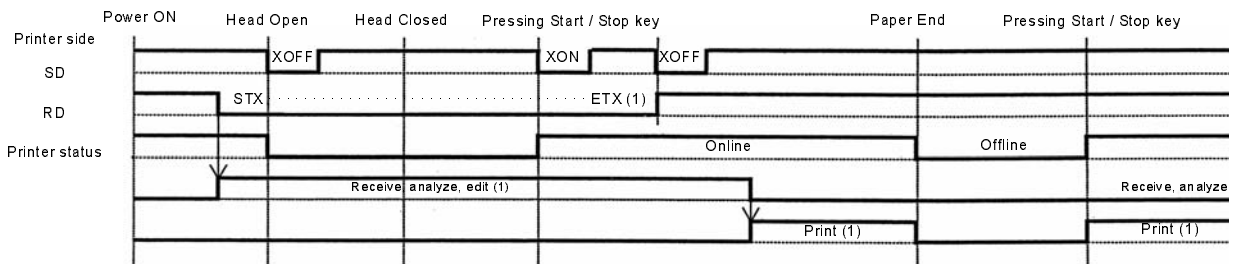 Power ON Head Open Head Closed Pressing Start / Stop key Paper End Pressing Start / Stop key
Printer side
XOFF XON XOFF
SD
STX ETX (1)
RD
Printer status Online Offline
Receive, analyze, edit (1) Receive, analyze
Print (1) Print (1)